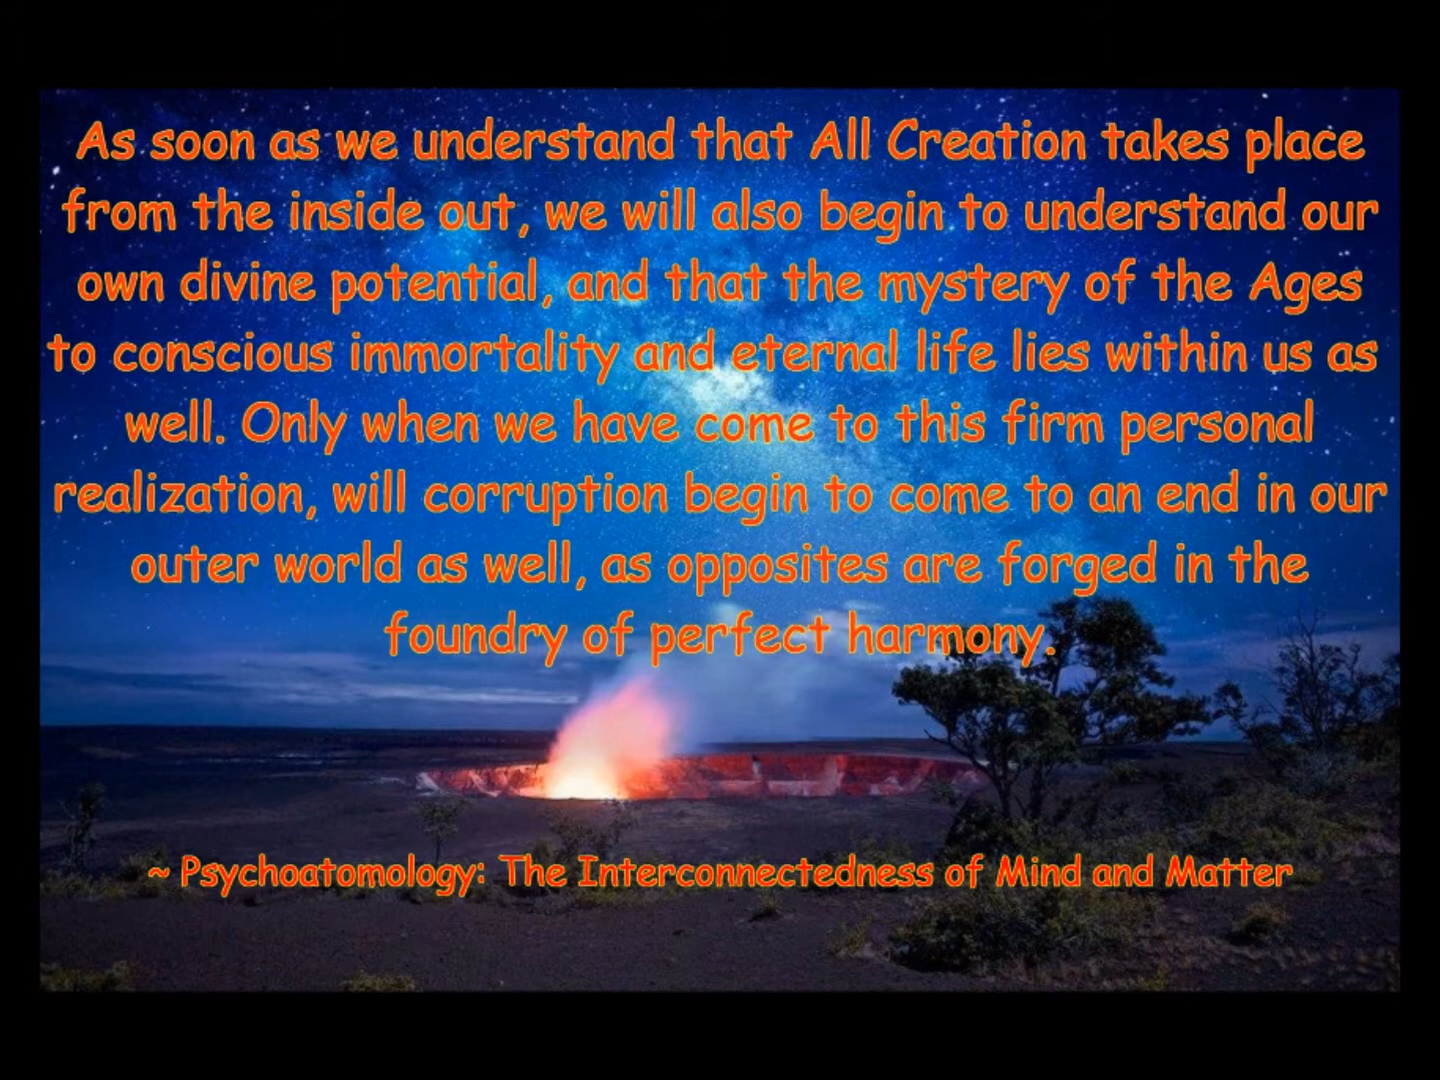 As soon as we understand that All Creation takes place
from the inside out, we will also begin to understand our
own divine potential, and that the mystery of the Ages
to conscious immortality and eternal life lies within us as
well. Only when we have come to this firm personal
realization, will corruption begin to come to an end in our
outer world as well, as opposites are forged in the
foundry of perfect harmony.
~ Psychoatomology: The Interconnectedness of Mind and Matter